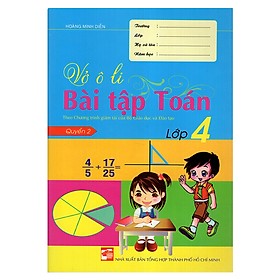 HOÀNG MINH DIỄN
Trường:
Lớp:
Họ và tên:
Năm học:
Vở ô li
Bài tập Toán
Theo Chương trình giảm tải của Bộ Giáo dục và Đào tạo
Quyển 2
Lớp 4
4/5 + 17/25 =
NHÀ XUẤT BẢN TỔNG HỢP THÀNH PHỐ HỒ CHÍ MINH